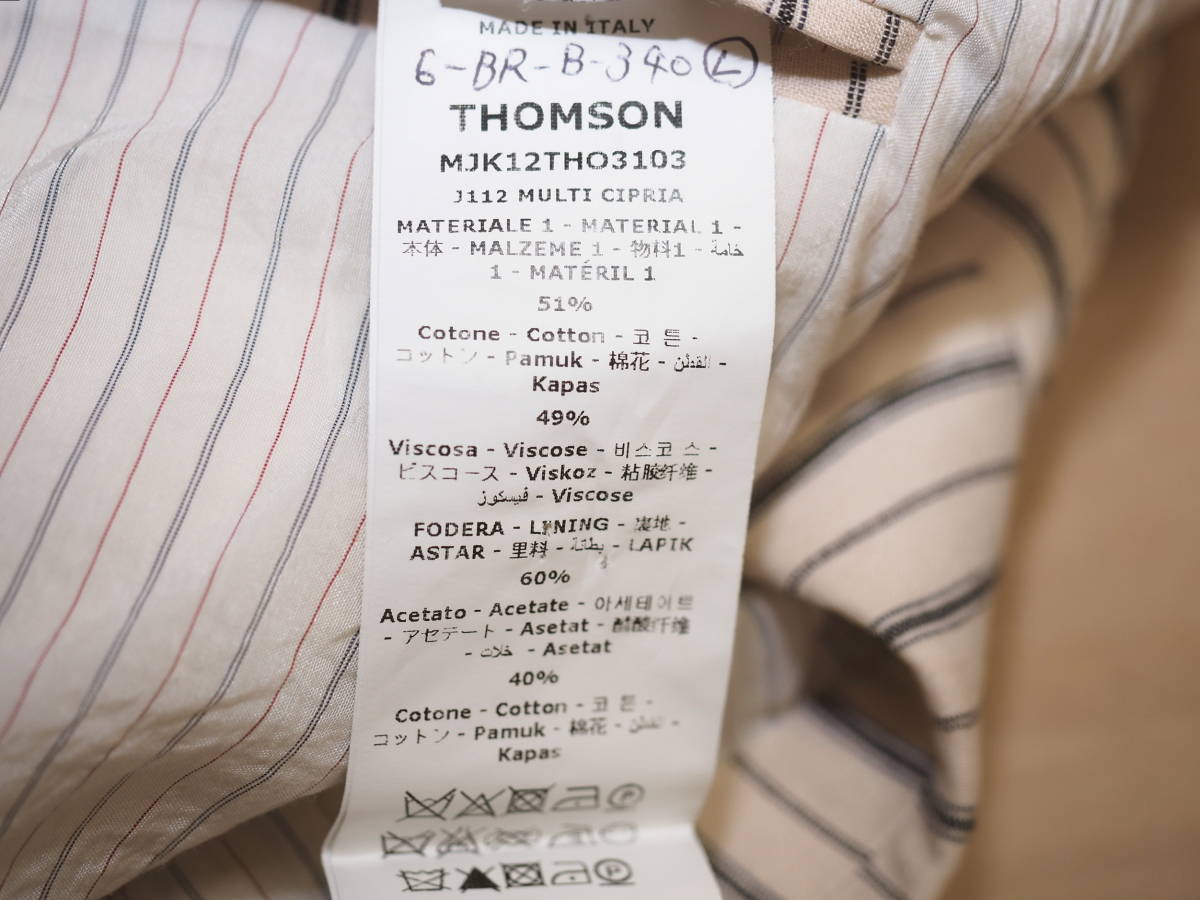 MADE IN ITALY
6-BR-B-340 L
THOMSON
MJK12THO3103
J112 MULTI CIPRIA
MATERIALE 1 - MATERIAL 1 -
本体 - MALZEME 1 - 物料1 - خامة
1 - MATÉRIL 1
51%
Cotone - Cotton - 코 튼 -
コットン - Pamuk - 棉花 - القطن -
Kapas
49%
Viscosa - Viscose - 비스코 스 -
ビスコース - Viskoz - 粘胶纤维 -
فيسكوز - Viscose
FODERA - LINING - 裏地 -
ASTAR - 里料 - بطانة - LAPIK
60%
Acetato - Acetate - 아세테이트
- アセテート - Asetat - 醋酸纤维
- خلات - Asetat
40%
Cotone - Cotton - 코 튼 -
コットン - Pamuk - 棉花 - القطن -
Kapas